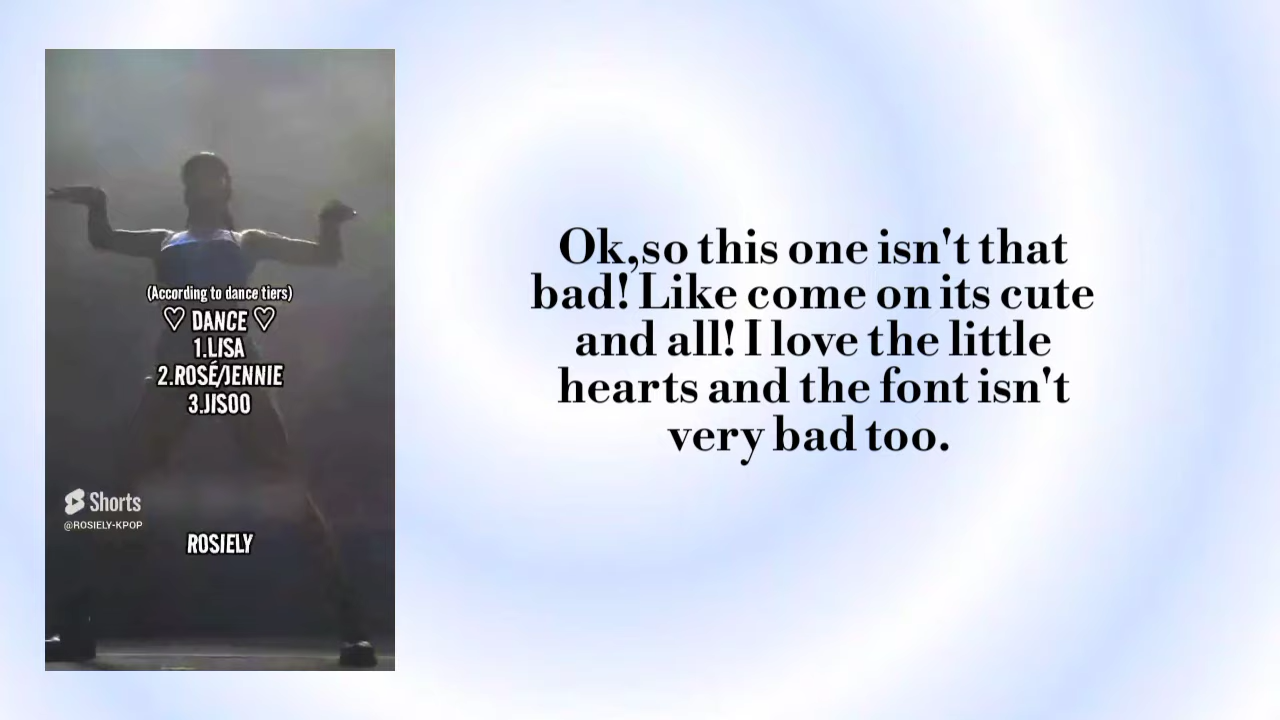 (According to dance tiers)
♡ DANCE ♡
1.LISA
2.ROSÉ/JENNIE
3.JISOO
Shorts
@ROSIELY-KPOP
ROSIELY
Ok,so this one isn't that
bad! Like come on its cute
and all! I love the little
hearts and the font isn't
very bad too.